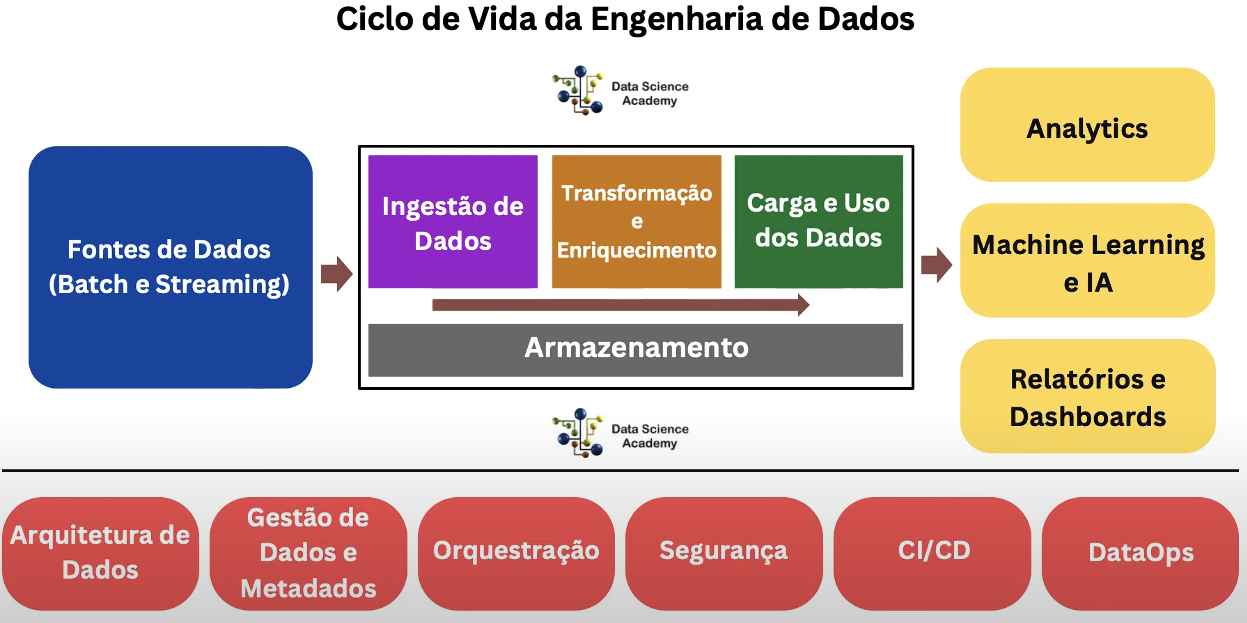 Ciclo de Vida da Engenharia de Dados
Data Science
Academy
Fontes de Dados
(Batch e Streaming)
Ingestão de
Dados
Transformação
e
Enriquecimento
Carga e Uso
dos Dados
Armazenamento
Analytics
Machine Learning
e IA
Relatórios e
Dashboards
Data Science
Academy
Arquitetura de
Dados
Gestão de
Dados e
Metadados
Orquestração
Segurança
CI/CD
DataOps